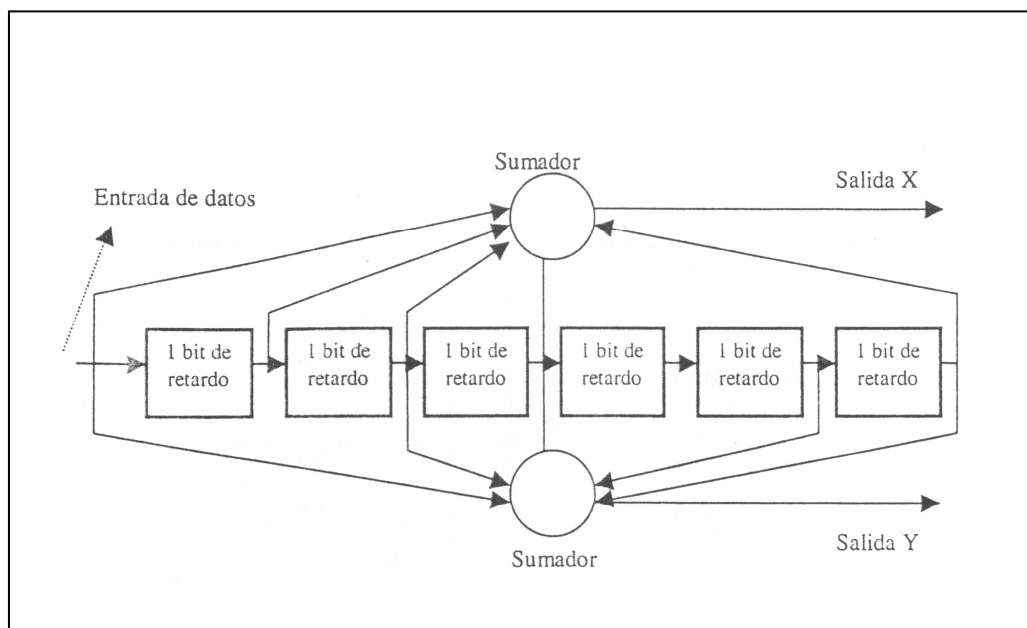 Sumador
Salida X
Entrada de datos
1 bit de
retardo
1 bit de
retardo
1 bit de
retardo
1 bit de
retardo
1 bit de
retardo
1 bit de
retardo
Sumador
Salida Y